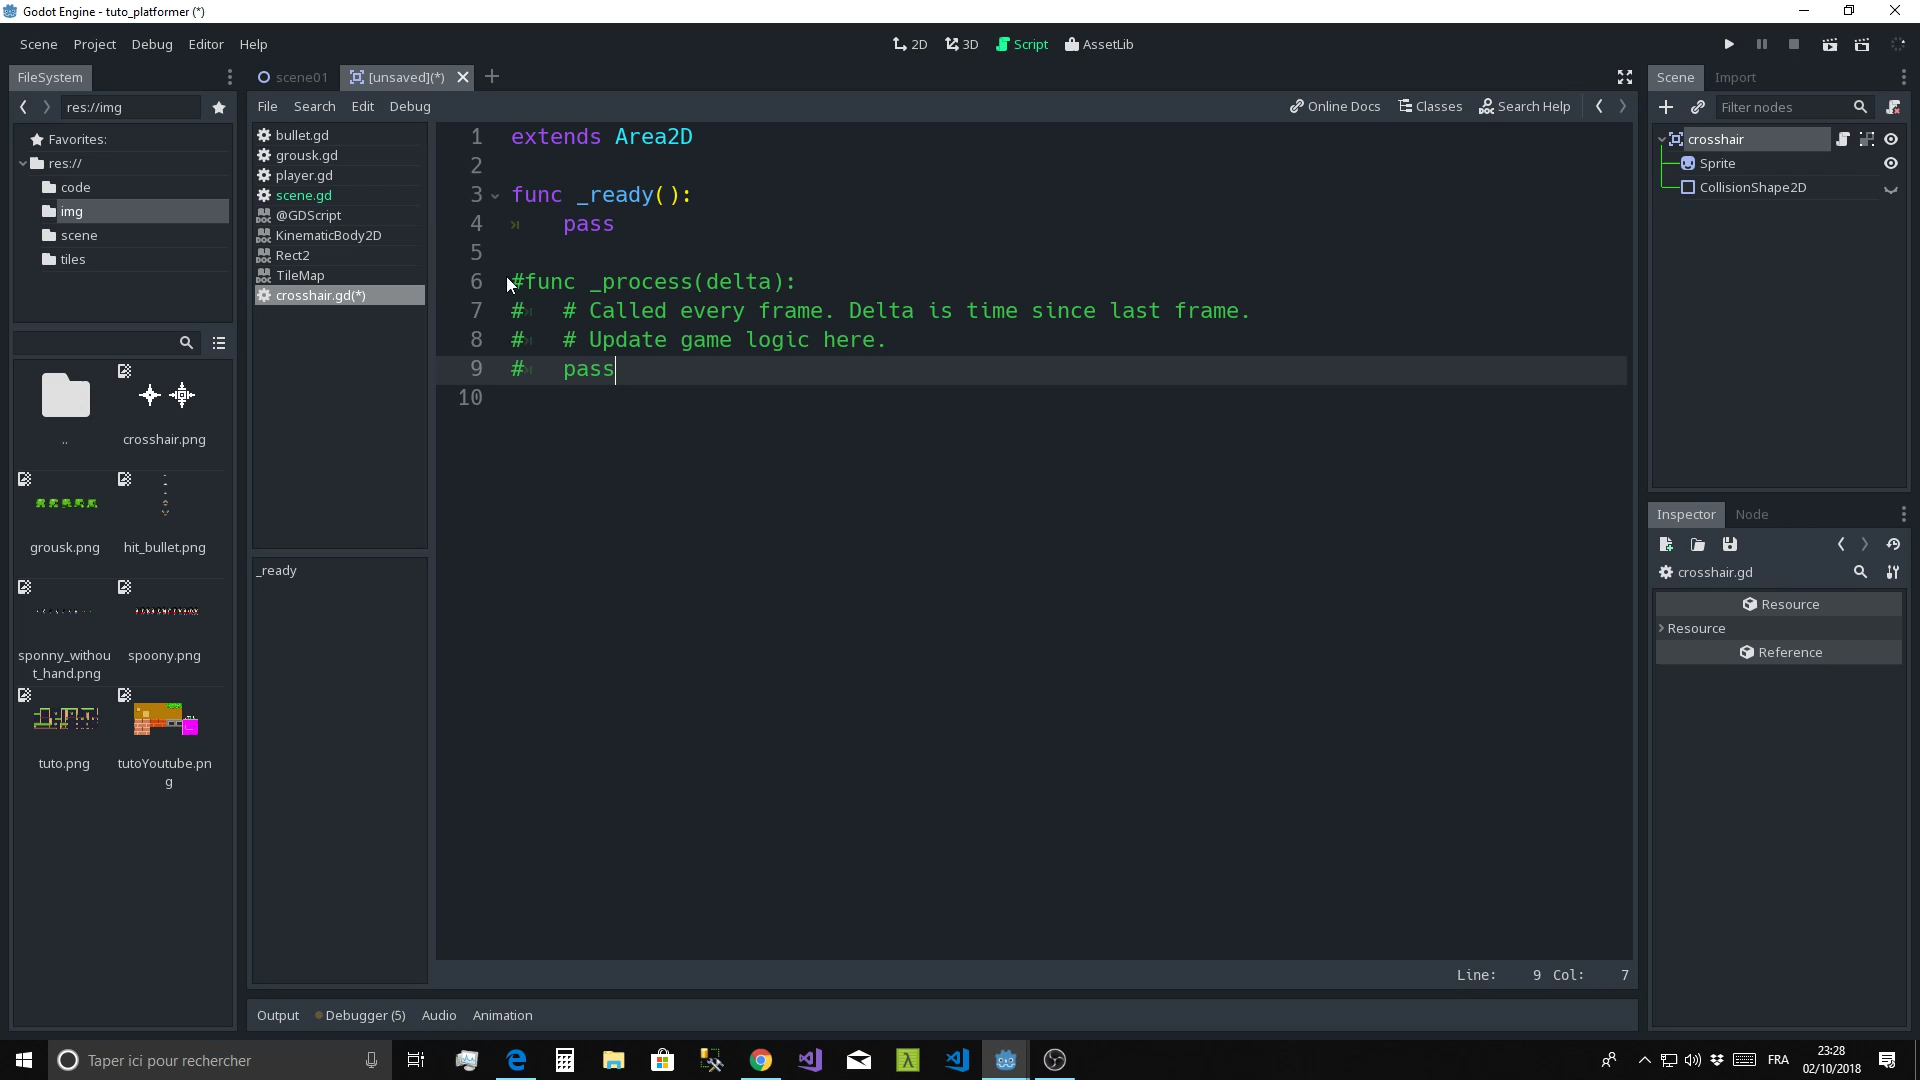 Godot Engine - tuto_platformer (*)
Scene Project Debug Editor Help
2D 3D Script AssetLib
FileSystem
scene01 [unsaved](*)
Scene Import
res://img
File Search Edit Debug
Online Docs Classes Search Help
Filter nodes
Favorites:
res://
code
img
scene
tiles
bullet.gd
grousk.gd
player.gd
scene.gd
@GDScript
KinematicBody2D
Rect2
TileMap
crosshair.gd(*)
1 extends Area2D
2
3 func _ready():
4 pass
5
6 #func _process(delta):
7 # # Called every frame. Delta is time since last frame.
8 # # Update game logic here.
9 # pass
10
crosshair
Sprite
CollisionShape2D
..
crosshair.png
grousk.png
hit_bullet.png
sponny_withou
t_hand.png
spoony.png
tuto.png
tutoYoutube.pn
g
_ready
Inspector Node
crosshair.gd
Resource
Resource
Reference
Line: 9 Col: 7
Output Debugger (5) Audio Animation
Taper ici pour rechercher
FRA
23:28
02/10/2018